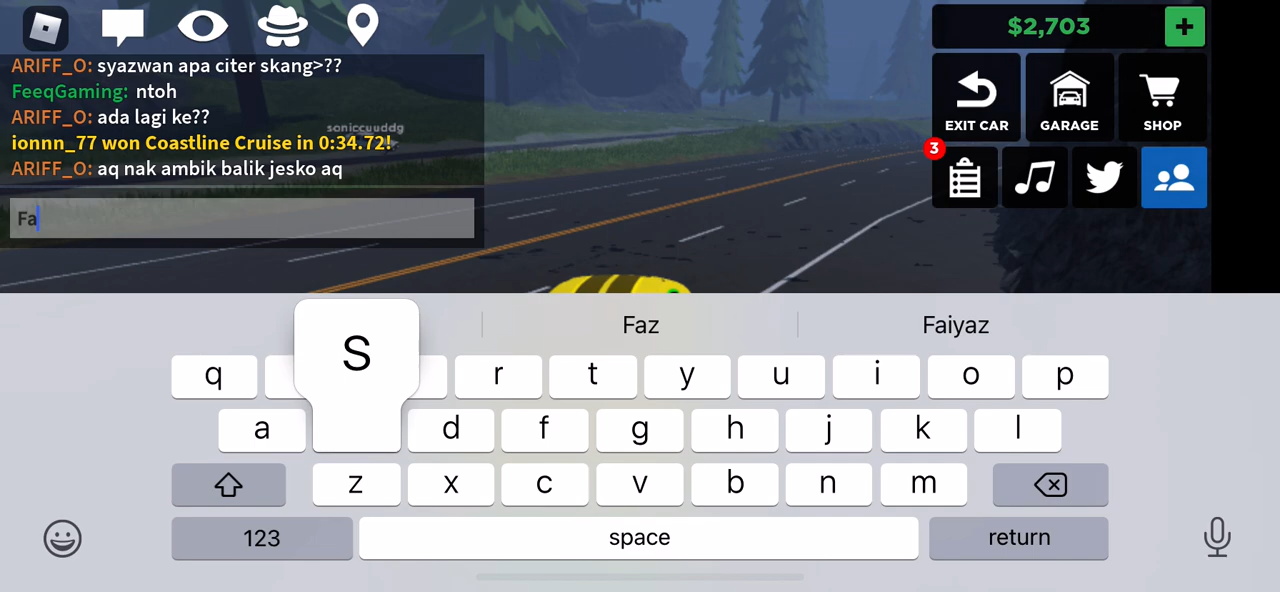 $2,703
+
ARIFF_O: syazwan apa citer skang>??
FeeqGaming: ntoh
ARIFF_O: ada lagi ke??
soniccuuddg
ionnn_77 won Coastline Cruise in 0:34.72!
ARIFF_O: aq nak ambik balik jesko aq
EXIT CAR GARAGE SHOP
3
Fa
Faz Faiyaz
S
q r t y u i o p
a d f g h j k l
z x c v b n m
123 space return